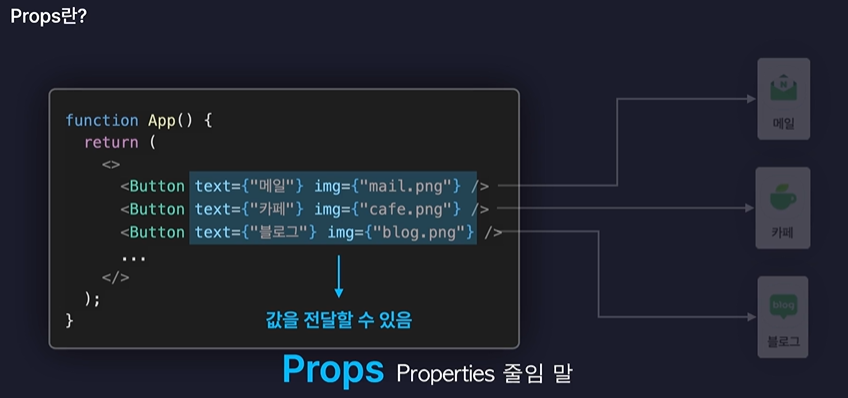 Props란?
function App() {
return (
<>
<Button text={"메일"} img={"mail.png"} />
<Button text={"카페"} img={"cafe.png"} />
<Button text={"블로그"} img={"blog.png"} />
...
</>
);
}
값을 전달할 수 있음
Props Properties 줄임 말
N
메일
카페
blog
블로그